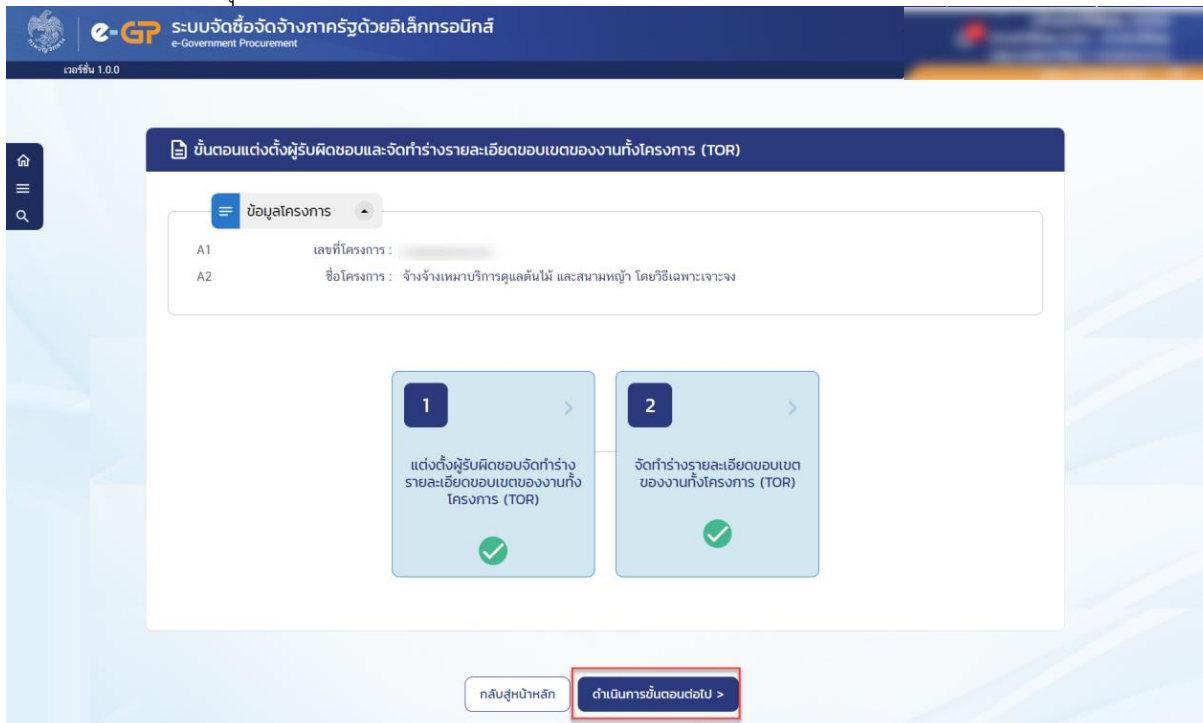 e-GP ระบบจัดซื้อจัดจ้างภาครัฐด้วยอิเล็กทรอนิกส์
e-Government Procurement
เวอร์ชั่น 1.0.0
ขั้นตอนแต่งตั้งผู้รับผิดชอบและจัดทำร่างรายละเอียดขอบเขตของงานทั้งโครงการ (TOR)
ข้อมูลโครงการ
A1 เลขที่โครงการ :
A2 ชื่อโครงการ : จ้างจ้างเหมาบริการดูแลต้นไม้ และสนามหญ้า โดยวิธีเฉพาะเจาะจง
1
แต่งตั้งผู้รับผิดชอบจัดทำร่าง
รายละเอียดขอบเขตของงานทั้ง
โครงการ (TOR)
2
จัดทำร่างรายละเอียดขอบเขต
ของงานทั้งโครงการ (TOR)
กลับสู่หน้าหลัก
ดำเนินการขั้นตอนต่อไป >